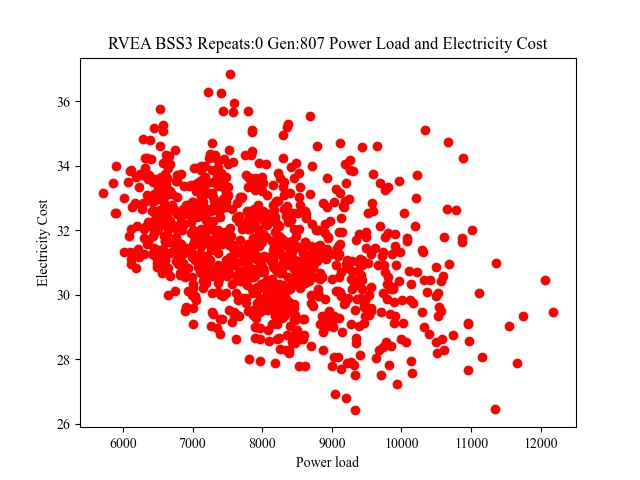 RVEA BSS3 Repeats:0 Gen:807 Power Load and Electricity Cost
36
34
32
30
28
26
Electricity Cost
6000 7000 8000 9000 10000 11000 12000
Power load